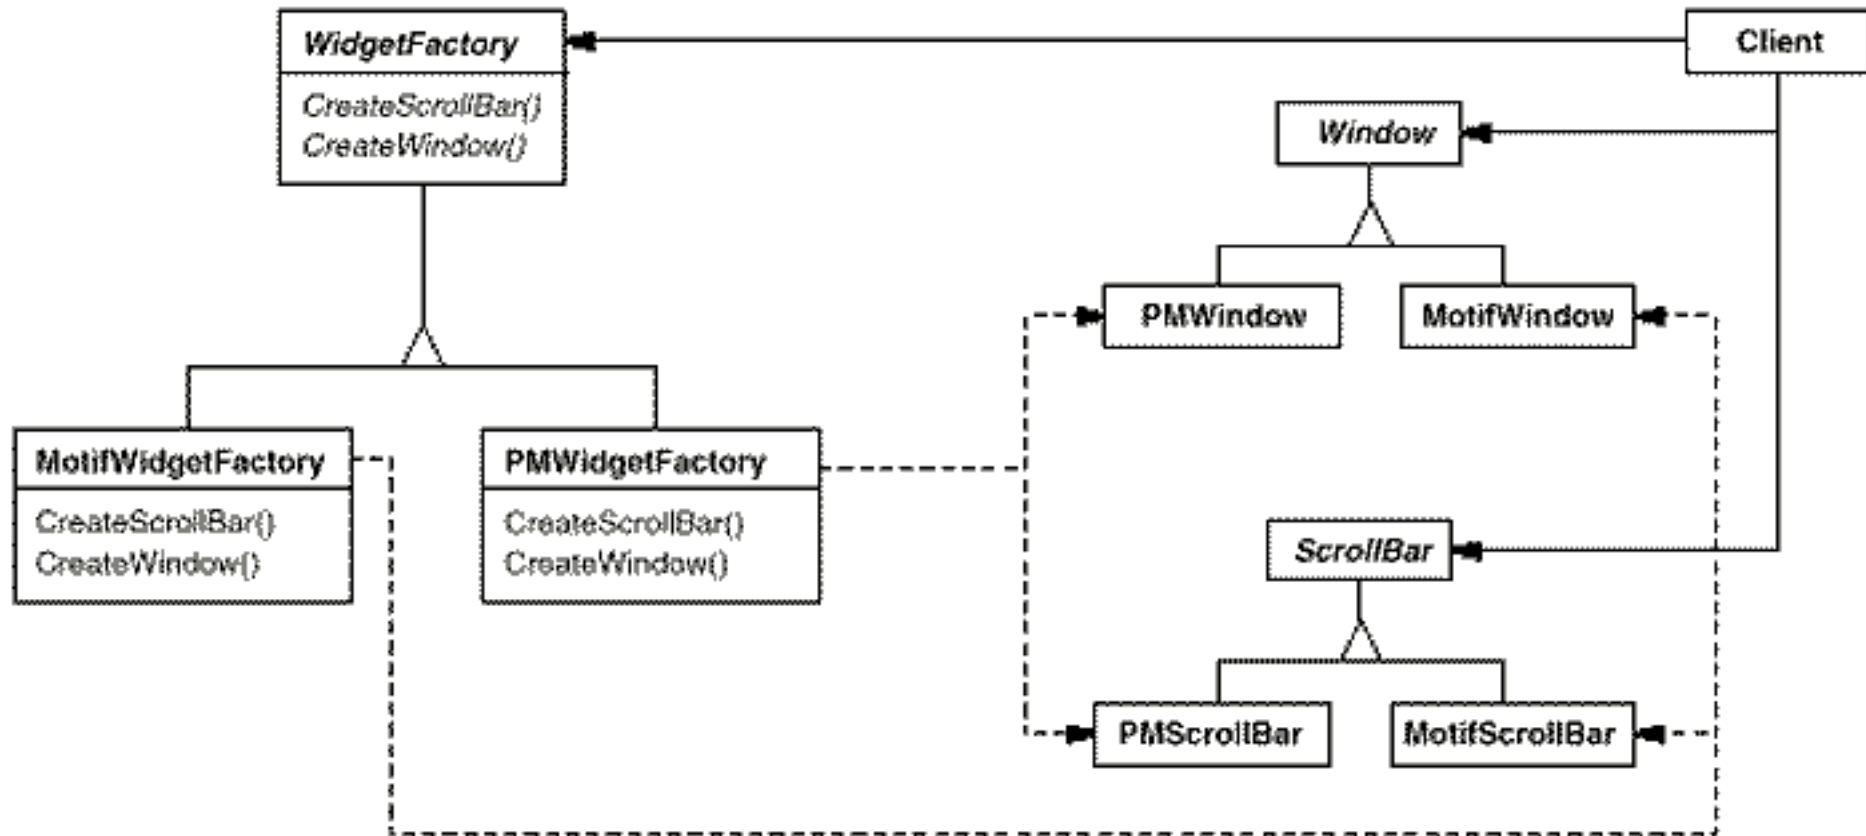 WidgetFactory
CreateScrollBar()
CreateWindow()
Client
Window
PMWindow
MotifWindow
MotifWidgetFactory
CreateScrollBar()
CreateWindow()
PMWidgetFactory
CreateScrollBar()
CreateWindow()
ScrollBar
PMScrollBar
MotifScrollBar